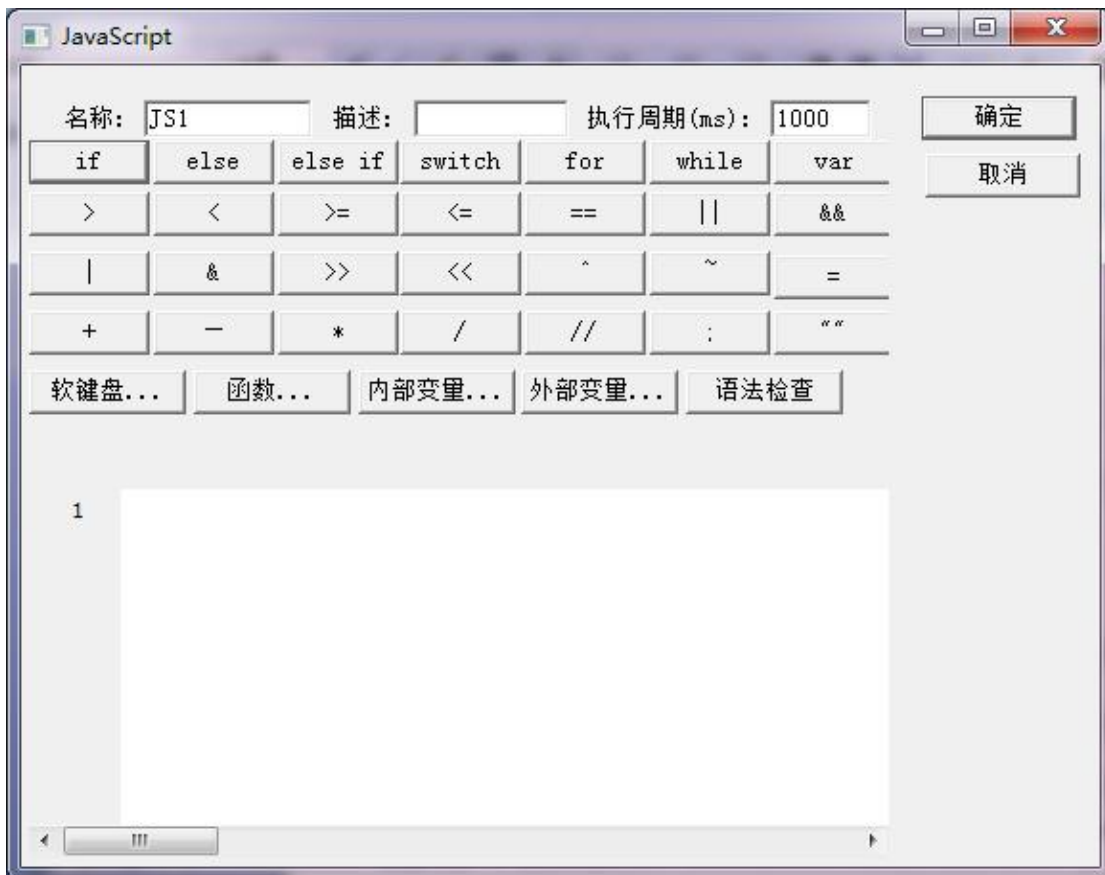 JavaScript
名称: JS1 描述: 执行周期(ms): 1000 确定
if else else if switch for while var 取消
> < >= <= == || &&
| & >> << ^ ~ =
+ — * / // ; ""
软键盘... 函数... 内部变量... 外部变量... 语法检查
1